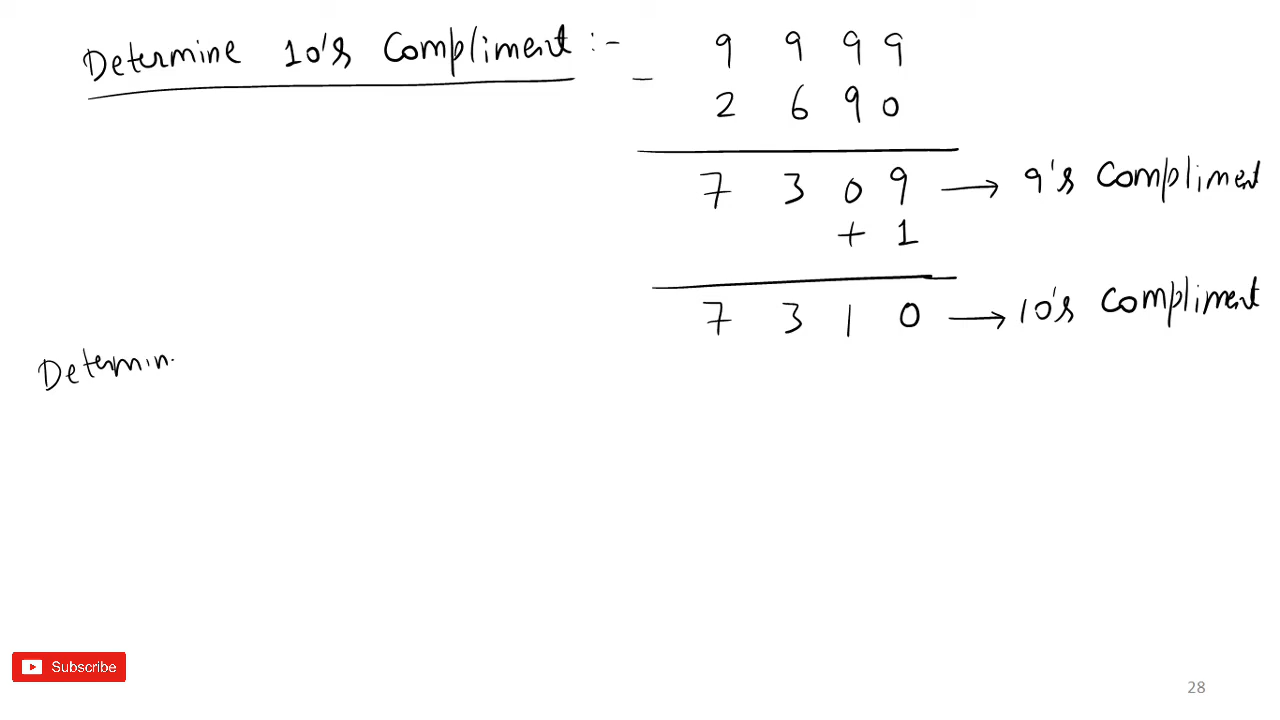 Determine 10's Compliment :- 9 9 9 9
- 2 6 9 0
7 3 0 9 → 9's Compliment
+ 1
7 3 1 0 → 10's Compliment
Determin
Subscribe
28